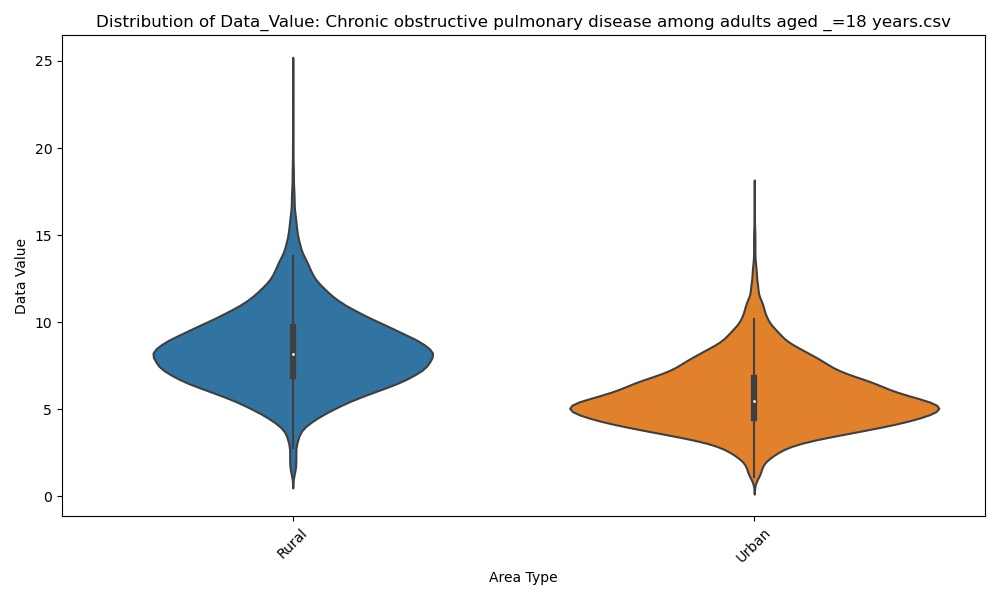 Distribution of Data_Value: Chronic obstructive pulmonary disease among adults aged _=18 years.csv
25
20
15
10
5
0
Data Value
Rural
Urban
Area Type